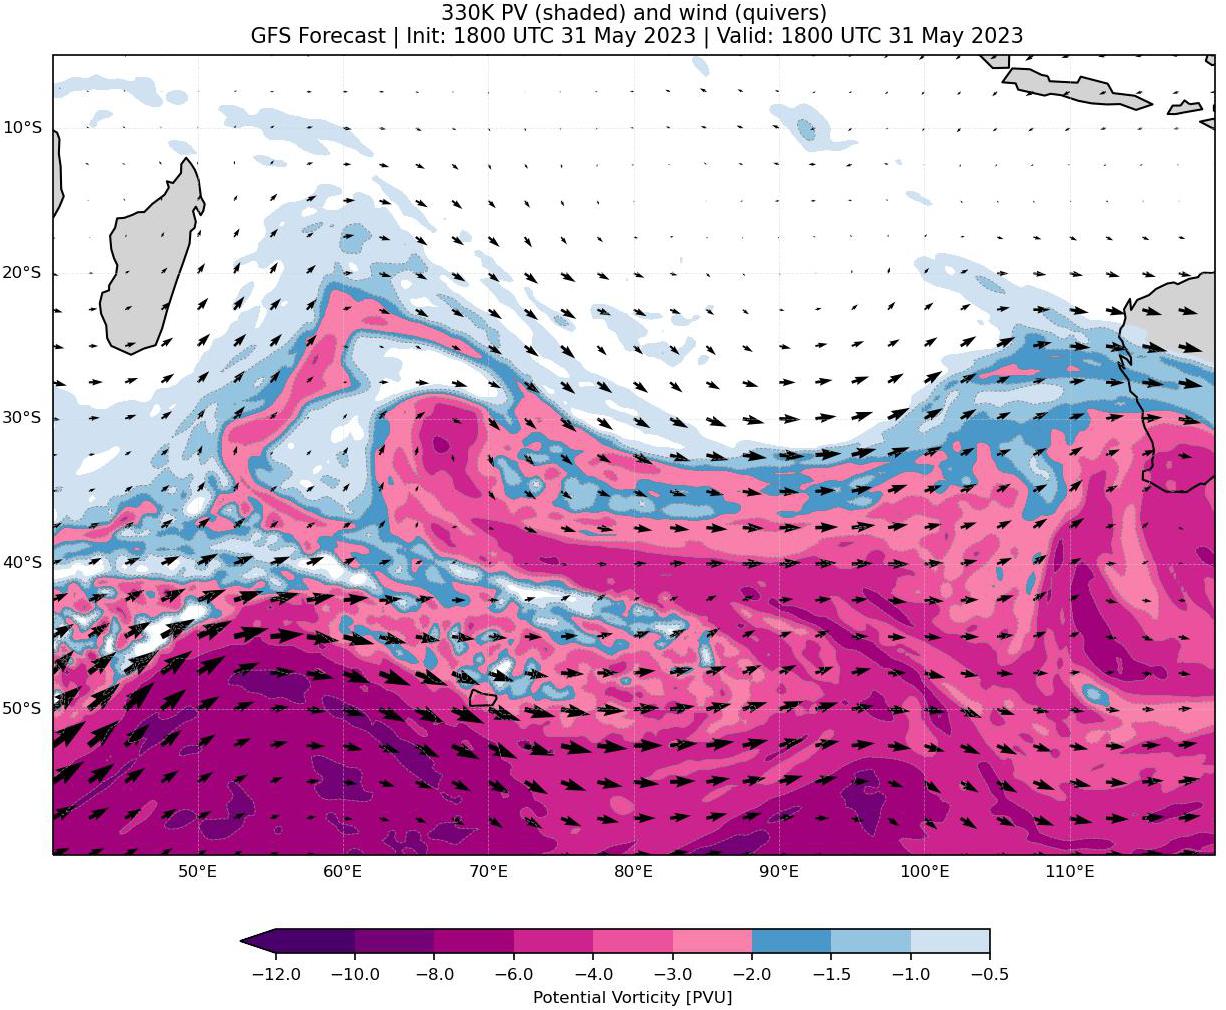 330K PV (shaded) and wind (quivers)
GFS Forecast | Init: 1800 UTC 31 May 2023 | Valid: 1800 UTC 31 May 2023
10°S
20°S
30°S
40°S
50°S
50°E 60°E 70°E 80°E 90°E 100°E 110°E
−12.0 −10.0 −8.0 −6.0 −4.0 −3.0 −2.0 −1.5 −1.0 −0.5
Potential Vorticity [PVU]